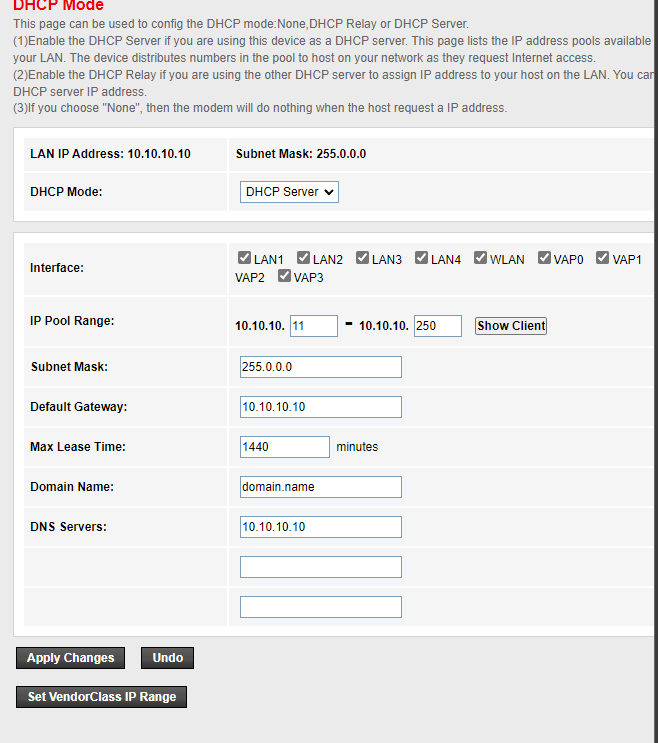 DHCP Mode
This page can be used to config the DHCP mode:None,DHCP Relay or DHCP Server.
(1)Enable the DHCP Server if you are using this device as a DHCP server. This page lists the IP address pools available
your LAN. The device distributes numbers in the pool to host on your network as they request Internet access.
(2)Enable the DHCP Relay if you are using the other DHCP server to assign IP address to your host on the LAN. You can
DHCP server IP address.
(3)If you choose "None", then the modem will do nothing when the host request a IP address.
LAN IP Address: 10.10.10.10 Subnet Mask: 255.0.0.0
DHCP Mode: DHCP Server
Interface: LAN1 LAN2 LAN3 LAN4 WLAN VAP0 VAP1
VAP2 VAP3
IP Pool Range: 10.10.10. 11 - 10.10.10. 250 Show Client
Subnet Mask: 255.0.0.0
Default Gateway: 10.10.10.10
Max Lease Time: 1440 minutes
Domain Name: domain.name
DNS Servers: 10.10.10.10
Apply Changes Undo
Set VendorClass IP Range